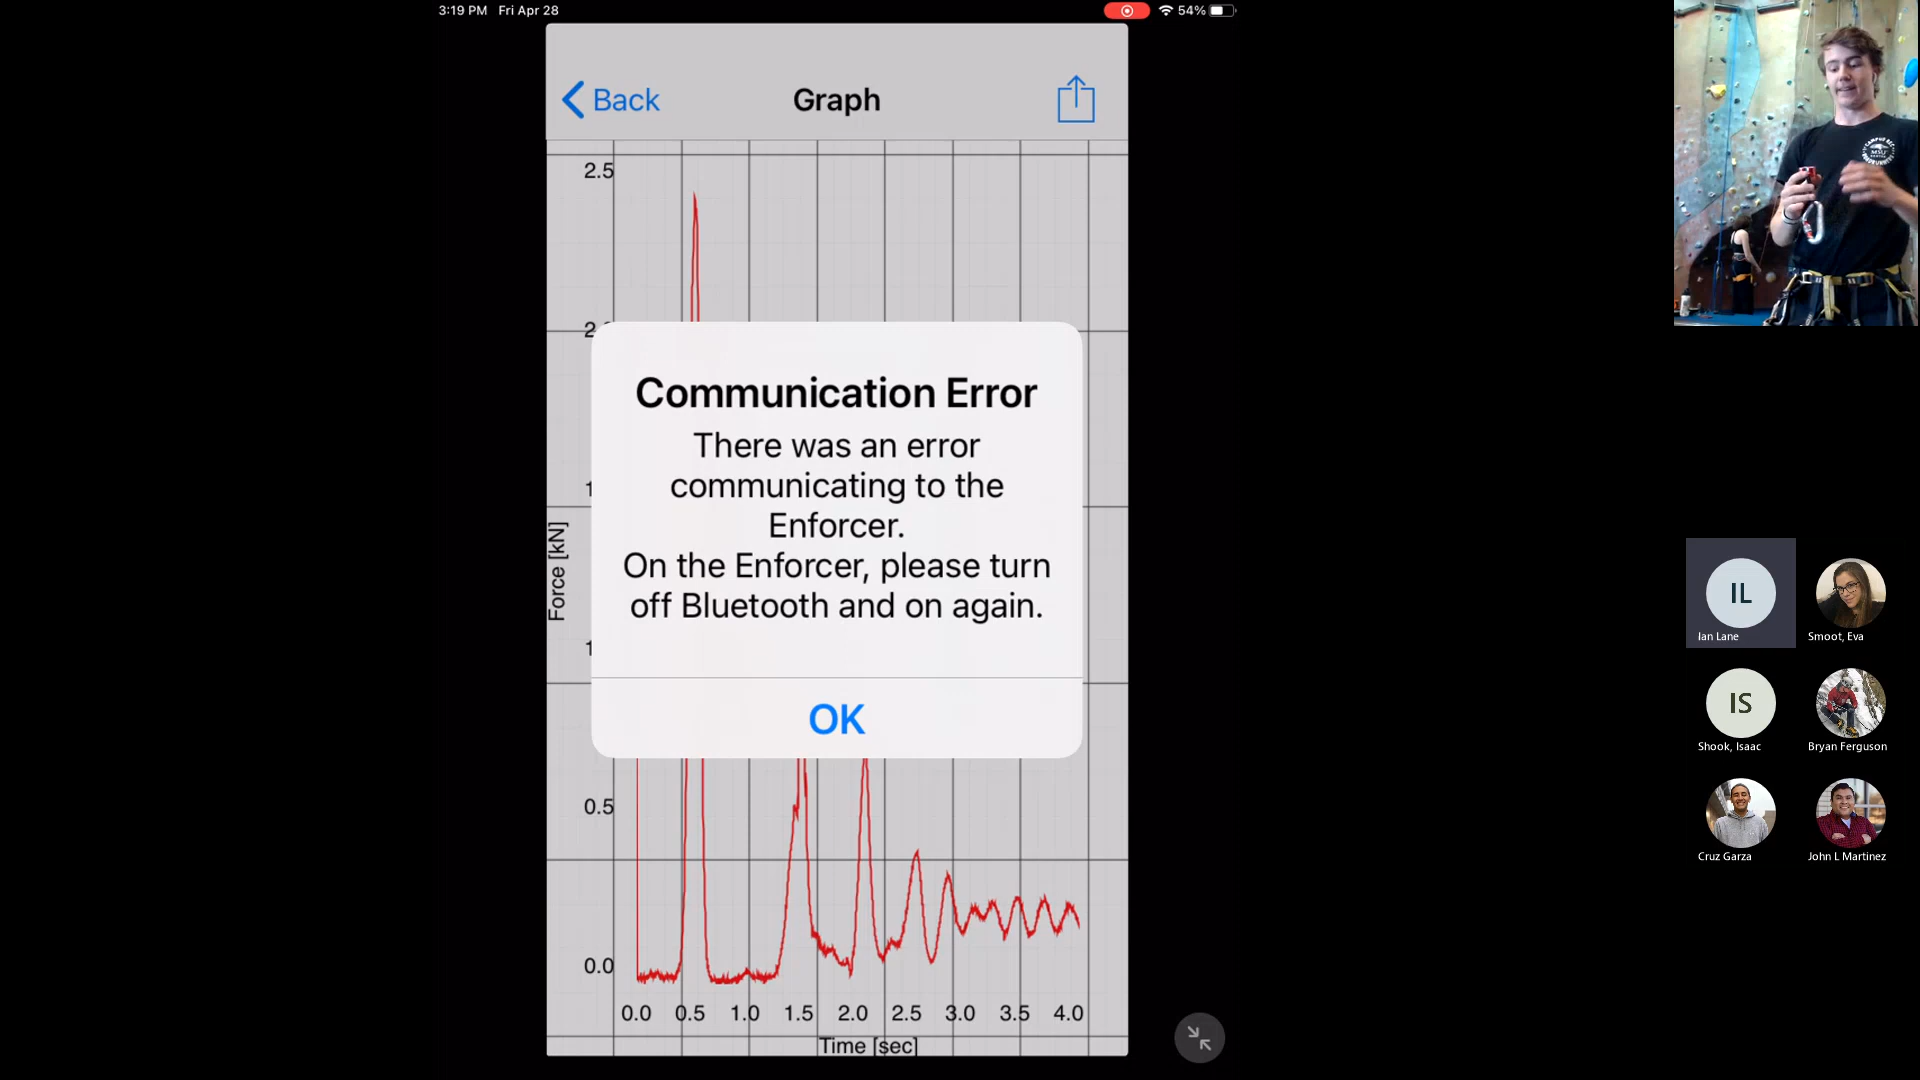 3:19 PM Fri Apr 28
54%
Back
Graph
2.5
Communication Error
There was an error
communicating to the
Enforcer.
On the Enforcer, please turn
off Bluetooth and on again.
OK
Force [kN]
0.5
0.0
0.0 0.5 1.0 1.5 2.0 2.5 3.0 3.5 4.0
Time [sec]
CAMPUS REC
MSU
IL
Ian Lane
Smoot, Eva
IS
Shook, Isaac
Bryan Ferguson
Cruz Garza
John L Martinez